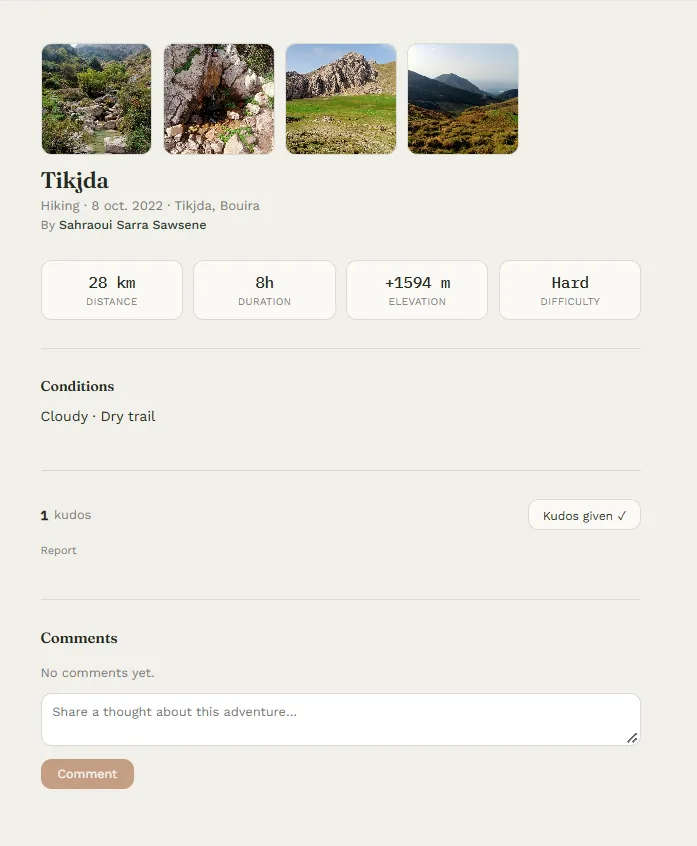 Tikjda
Hiking · 8 oct. 2022 · Tikjda, Bouira
By Sahraoui Sarra Sawsene
28 km
DISTANCE
8h
DURATION
+1594 m
ELEVATION
Hard
DIFFICULTY
Conditions
Cloudy · Dry trail
1 kudos
Kudos given ✓
Report
Comments
No comments yet.
Share a thought about this adventure...
Comment